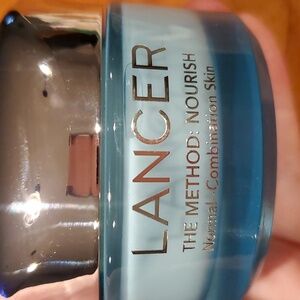 LANCER
THE METHOD: NOURISH
Normal-Combination Skin